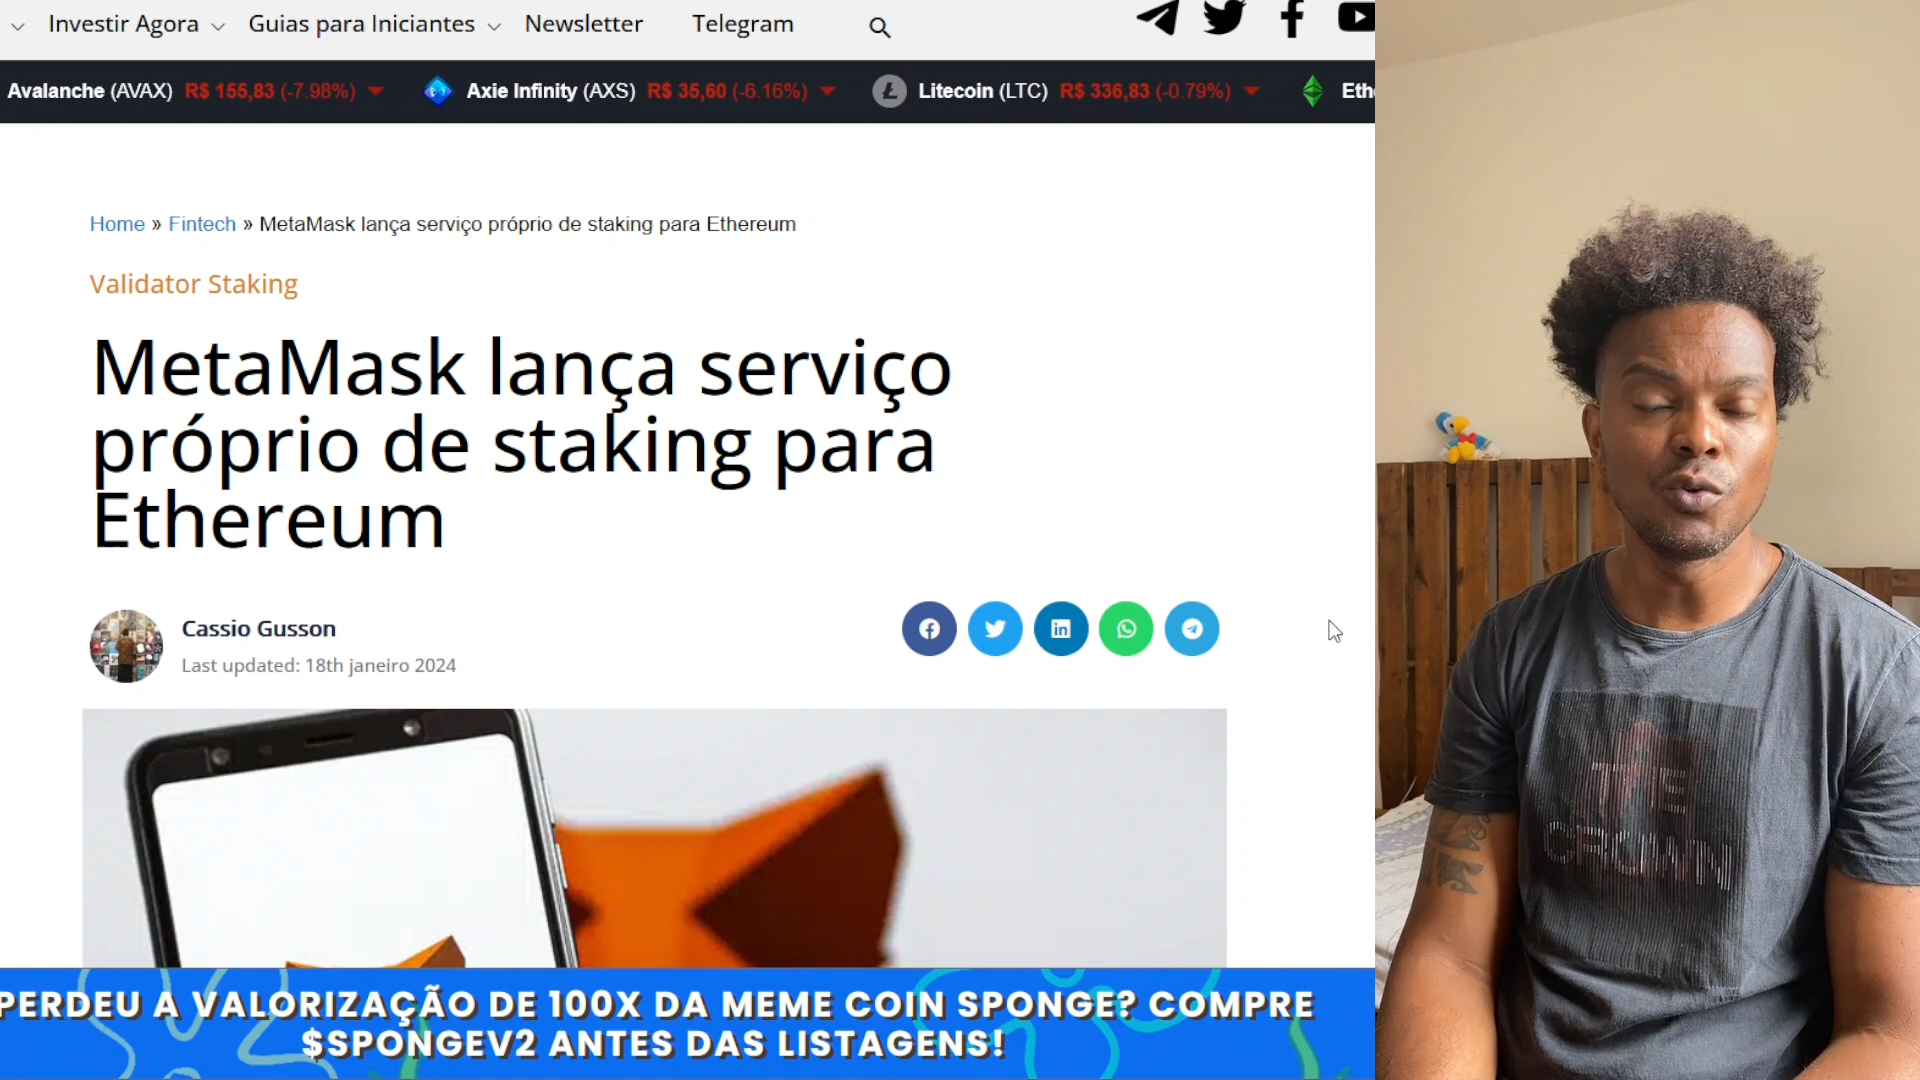 Investir Agora Guias para Iniciantes Newsletter Telegram
Avalanche (AVAX) R$ 155,83 (-7.98%) Axie Infinity (AXS) R$ 35,60 (-6.16%) Litecoin (LTC) R$ 336,83 (-0.79%)
Home » Fintech » MetaMask lança serviço próprio de staking para Ethereum
Validator Staking
MetaMask lança serviço
próprio de staking para
Ethereum
Cassio Gusson
Last updated: 18th janeiro 2024
PERDEU A VALORIZAÇÃO DE 100X DA MEME COIN SPONGE? COMPRE
$SPONGEV2 ANTES DAS LISTAGENS!
CROWN